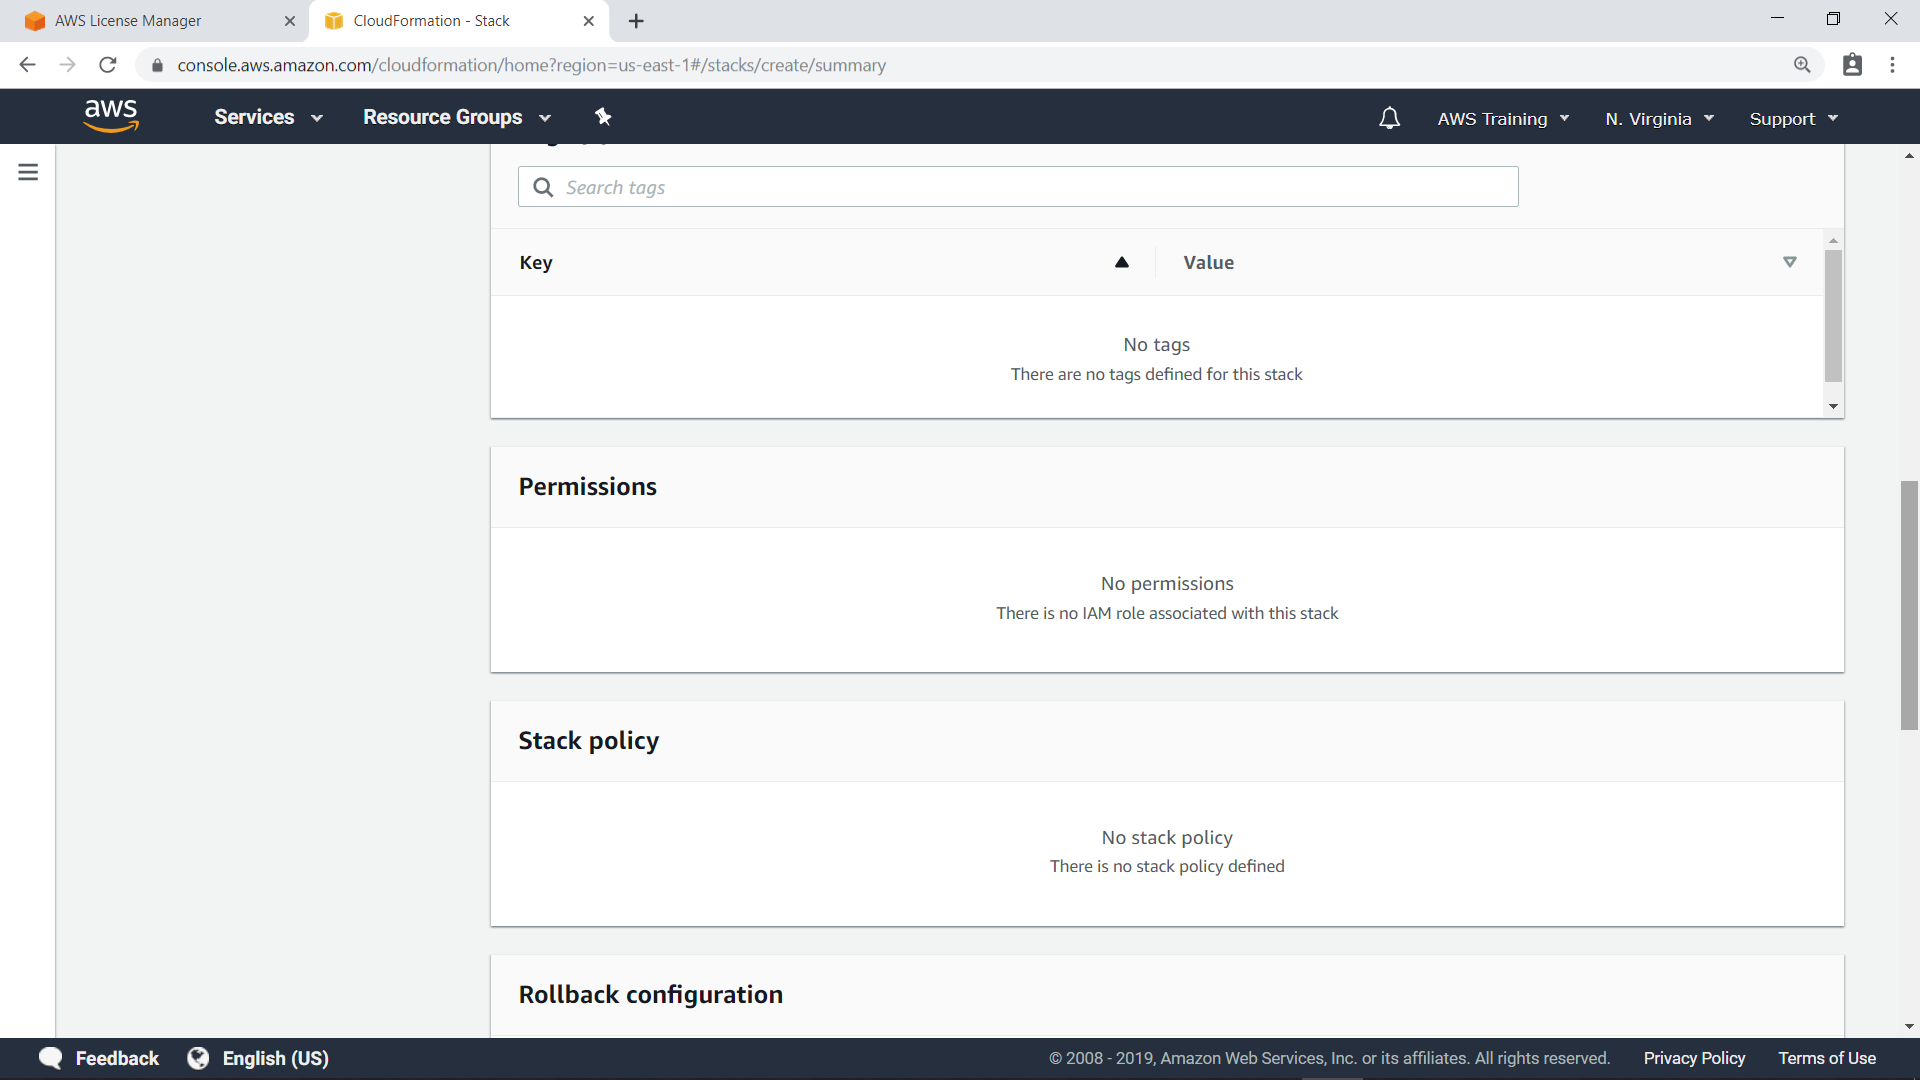 AWS License Manager
CloudFormation - Stack
console.aws.amazon.com/cloudformation/home?region=us-east-1#/stacks/create/summary
aws
Services
Resource Groups
AWS Training
N. Virginia
Support
Search tags
Key
Value
No tags
There are no tags defined for this stack
Permissions
No permissions
There is no IAM role associated with this stack
Stack policy
No stack policy
There is no stack policy defined
Rollback configuration
Feedback
English (US)
© 2008 - 2019, Amazon Web Services, Inc. or its affiliates. All rights reserved.
Privacy Policy
Terms of Use